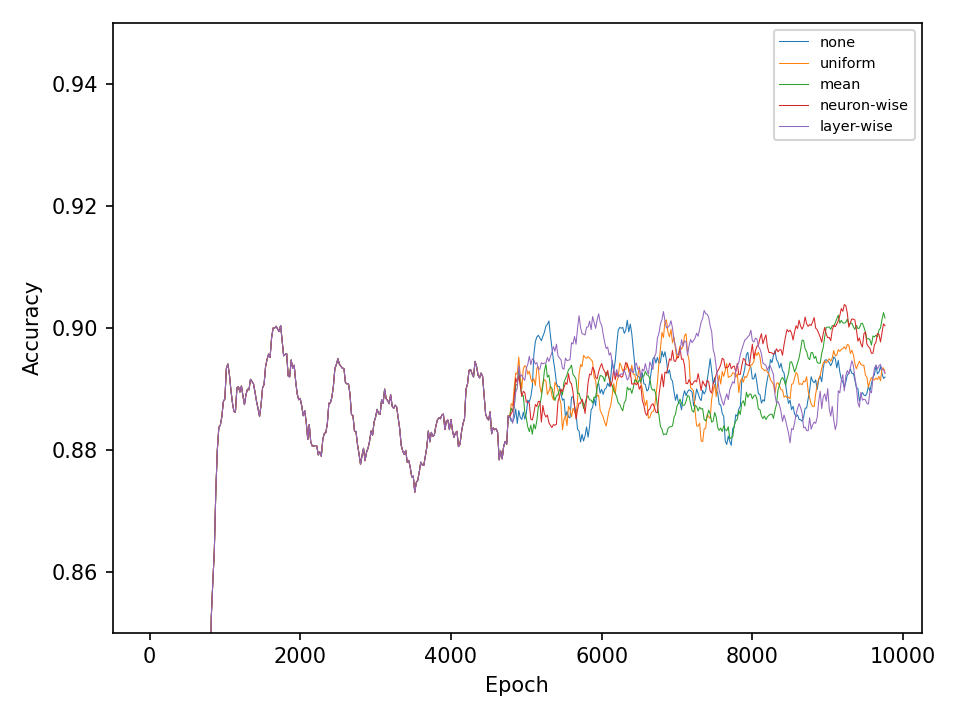 none
uniform
mean
neuron-wise
layer-wise
0.94
0.92
0.90
0.88
0.86
Accuracy
0
2000
4000
6000
8000
10000
Epoch